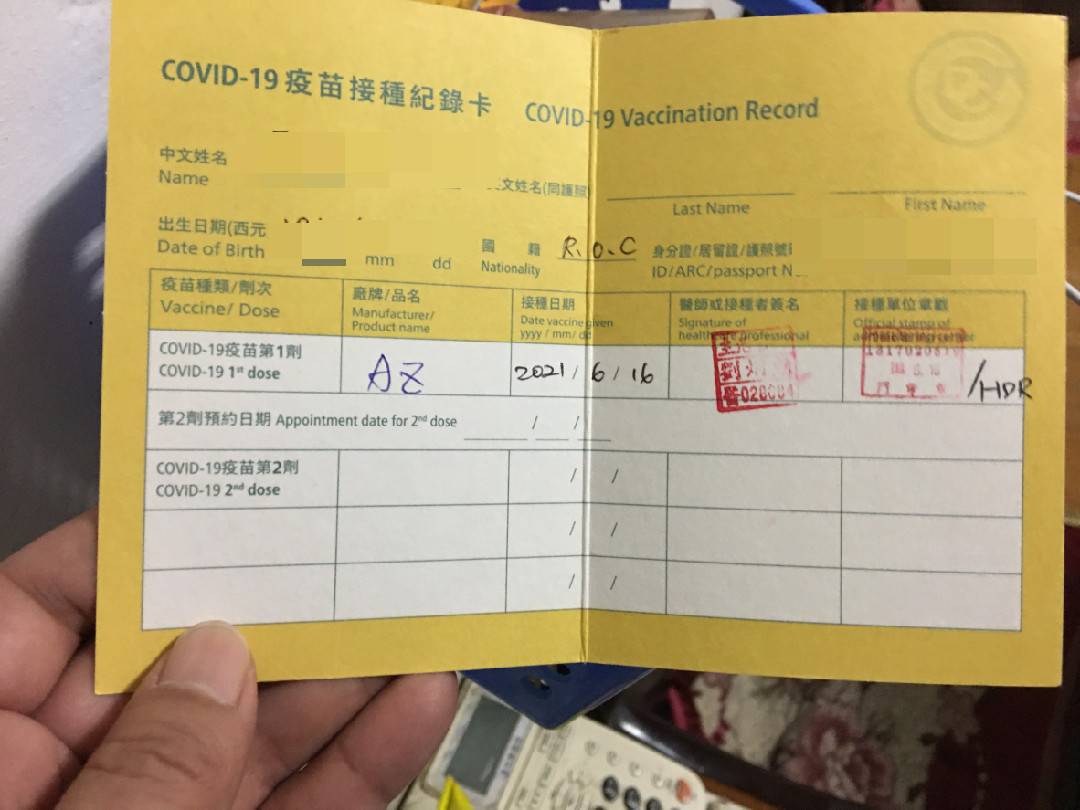 COVID-19 疫苗接種紀錄卡 COVID-19 Vaccination Record
中文姓名
Name
文姓名(同護照
Last Name First Name
出生日期(西元
Date of Birth mm dd
國籍 R.O.C
Nationality
身分證/居留證/護照號
ID/ARC/passport N
疫苗種類/劑次
Vaccine/ Dose
廠牌/品名
Manufacturer/
Product name
接種日期
Date vaccine given
yyyy / mm/ dd
醫師或接種者簽名
Signature of
healthcare professional
接種單位章戳
Official stamp of
administering center
COVID-19疫苗第1劑
COVID-19 1st dose
AZ
2021 / 6 / 16
/HDR
第2劑預約日期 Appointment date for 2nd dose / /
COVID-19疫苗第2劑
COVID-19 2nd dose
/ /
/ /
/ /